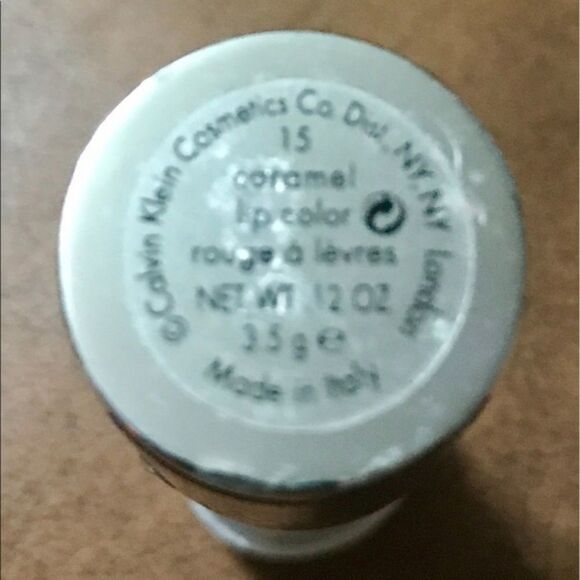 ©Calvin Klein Cosmetics Co. Dist., NY, NY London
15
caramel
lip color
rouge à lèvres
NET WT .12 OZ
3.5 g ℮
Made in Italy